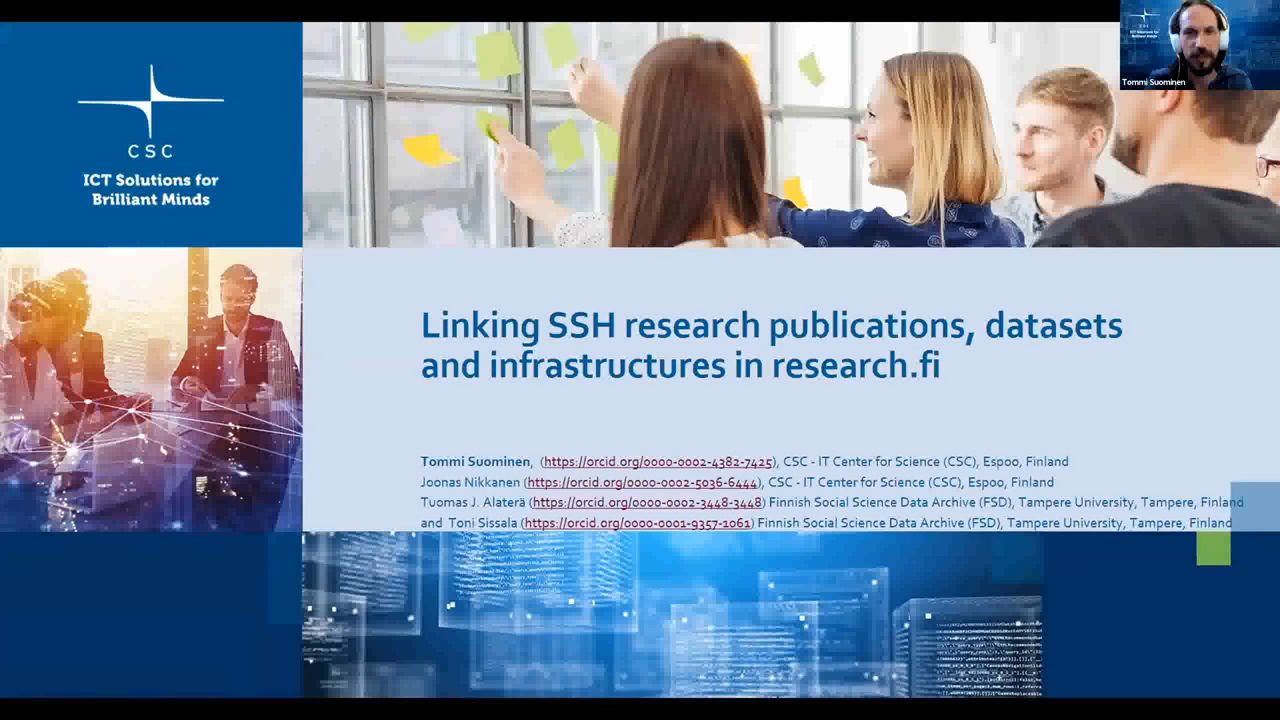 CSC
ICT Solutions for
Brilliant Minds
Tommi Suominen
Linking SSH research publications, datasets
and infrastructures in research.fi
Tommi Suominen, (https://orcid.org/0000-0002-4382-7425), CSC - IT Center for Science (CSC), Espoo, Finland
Joonas Nikkanen (https://orcid.org/0000-0002-5036-6444), CSC - IT Center for Science (CSC), Espoo, Finland
Tuomas J. Alaterä (https://orcid.org/0000-0002-3448-3448) Finnish Social Science Data Archive (FSD), Tampere University, Tampere, Finland
and Toni Sissala (https://orcid.org/0000-0001-9357-1061) Finnish Social Science Data Archive (FSD), Tampere University, Tampere, Finland